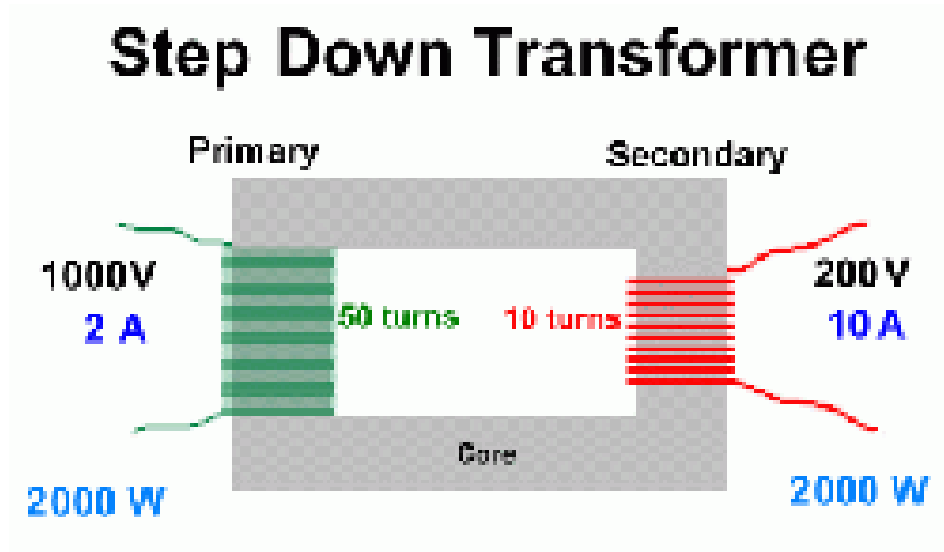 Step Down Transformer
Primary
Secondary
1000V
2 A
50 turns
10 turns
200 V
10 A
Core
2000 W
2000 W